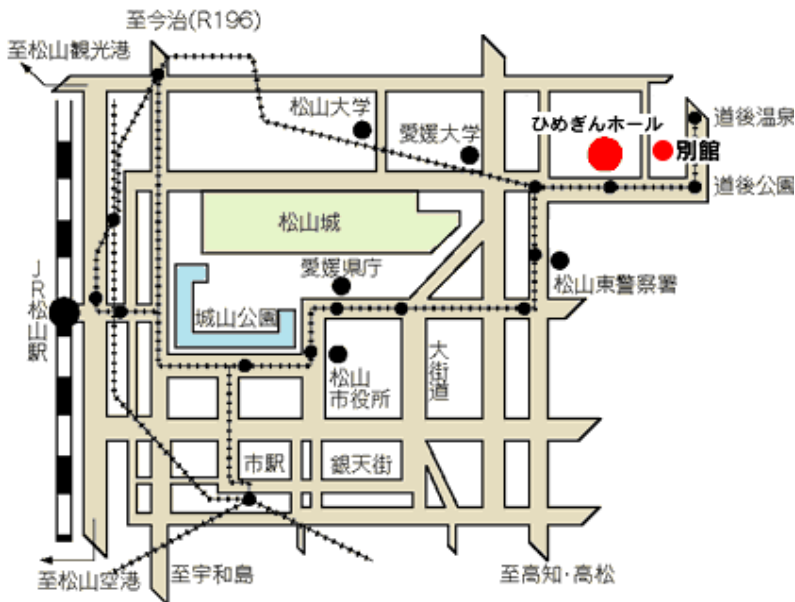 至今治(R196)
至松山観光港
松山大学
愛媛大学
ひめぎんホール
道後温泉
別館
道後公園
松山城
愛媛県庁
松山東警察署
JR松山駅
城山公園
松山
市役所
大街道
市駅
銀天街
至松山空港
至宇和島
至高知・高松